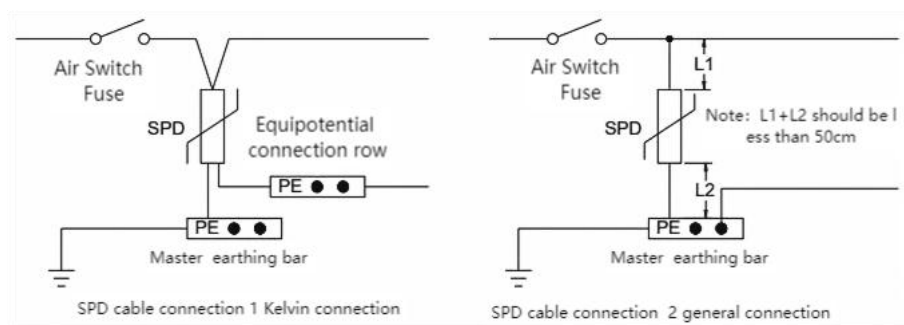 Air Switch
Fuse
SPD
Equipotential
connection row
PE
PE
Master earthing bar
SPD cable connection 1 Kelvin connection
Air Switch
Fuse
L1
SPD
Note: L1+L2 should be l
ess than 50cm
L2
PE
Master earthing bar
SPD cable connection 2 general connection